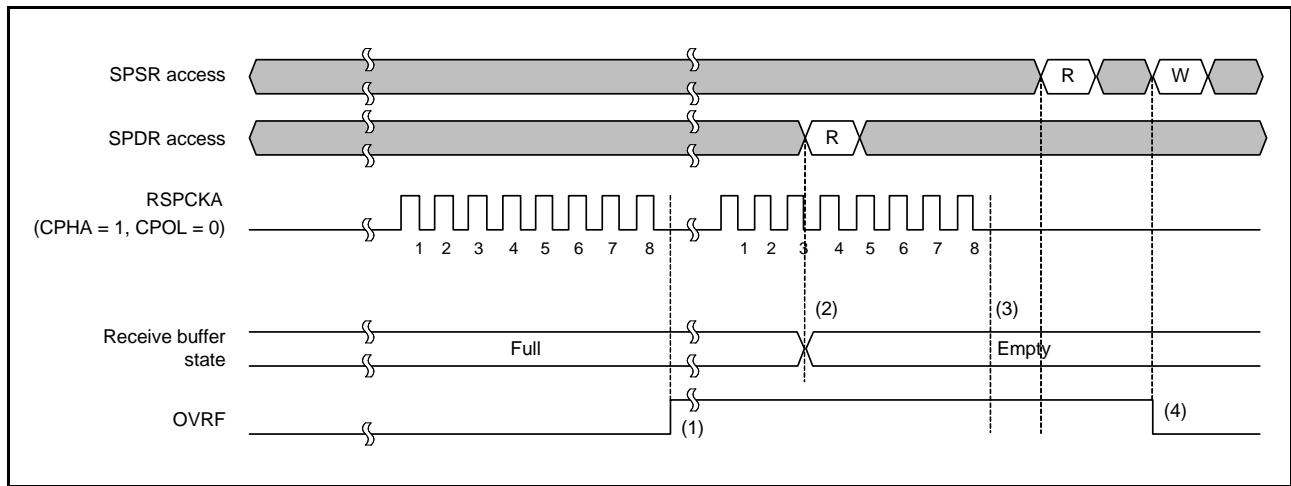 SPSR access
R
W
SPDR access
R
RSPCKA
(CPHA = 1, CPOL = 0)
1 2 3 4 5 6 7 8
1 2 3 4 5 6 7 8
(2)
(3)
Receive buffer
state
Full
Empty
OVRF
(1)
(4)